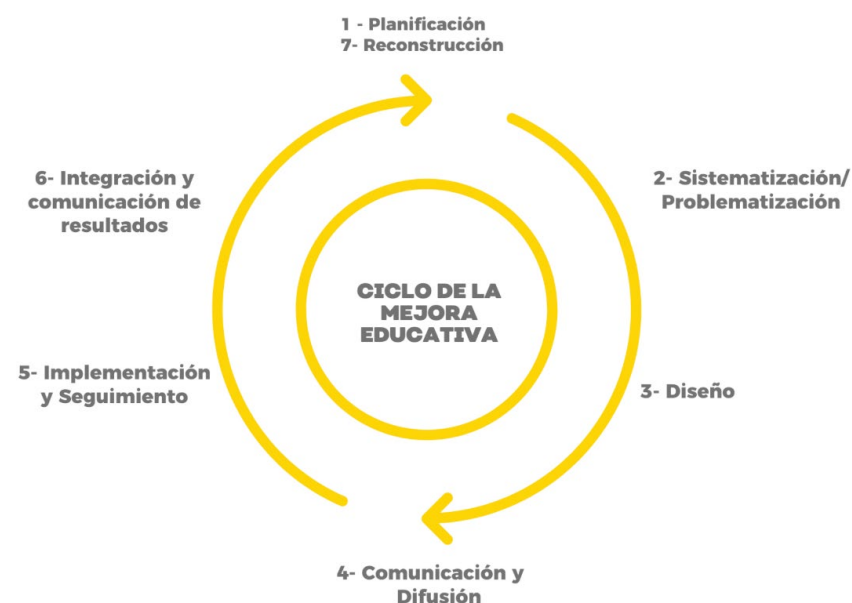 1 - Planificación
7- Reconstrucción
2- Sistematización/
Problematización
3- Diseño
4- Comunicación y
Difusión
5- Implementación
y Seguimiento
6- Integración y
comunicación de
resultados
CICLO DE LA
MEJORA
EDUCATIVA